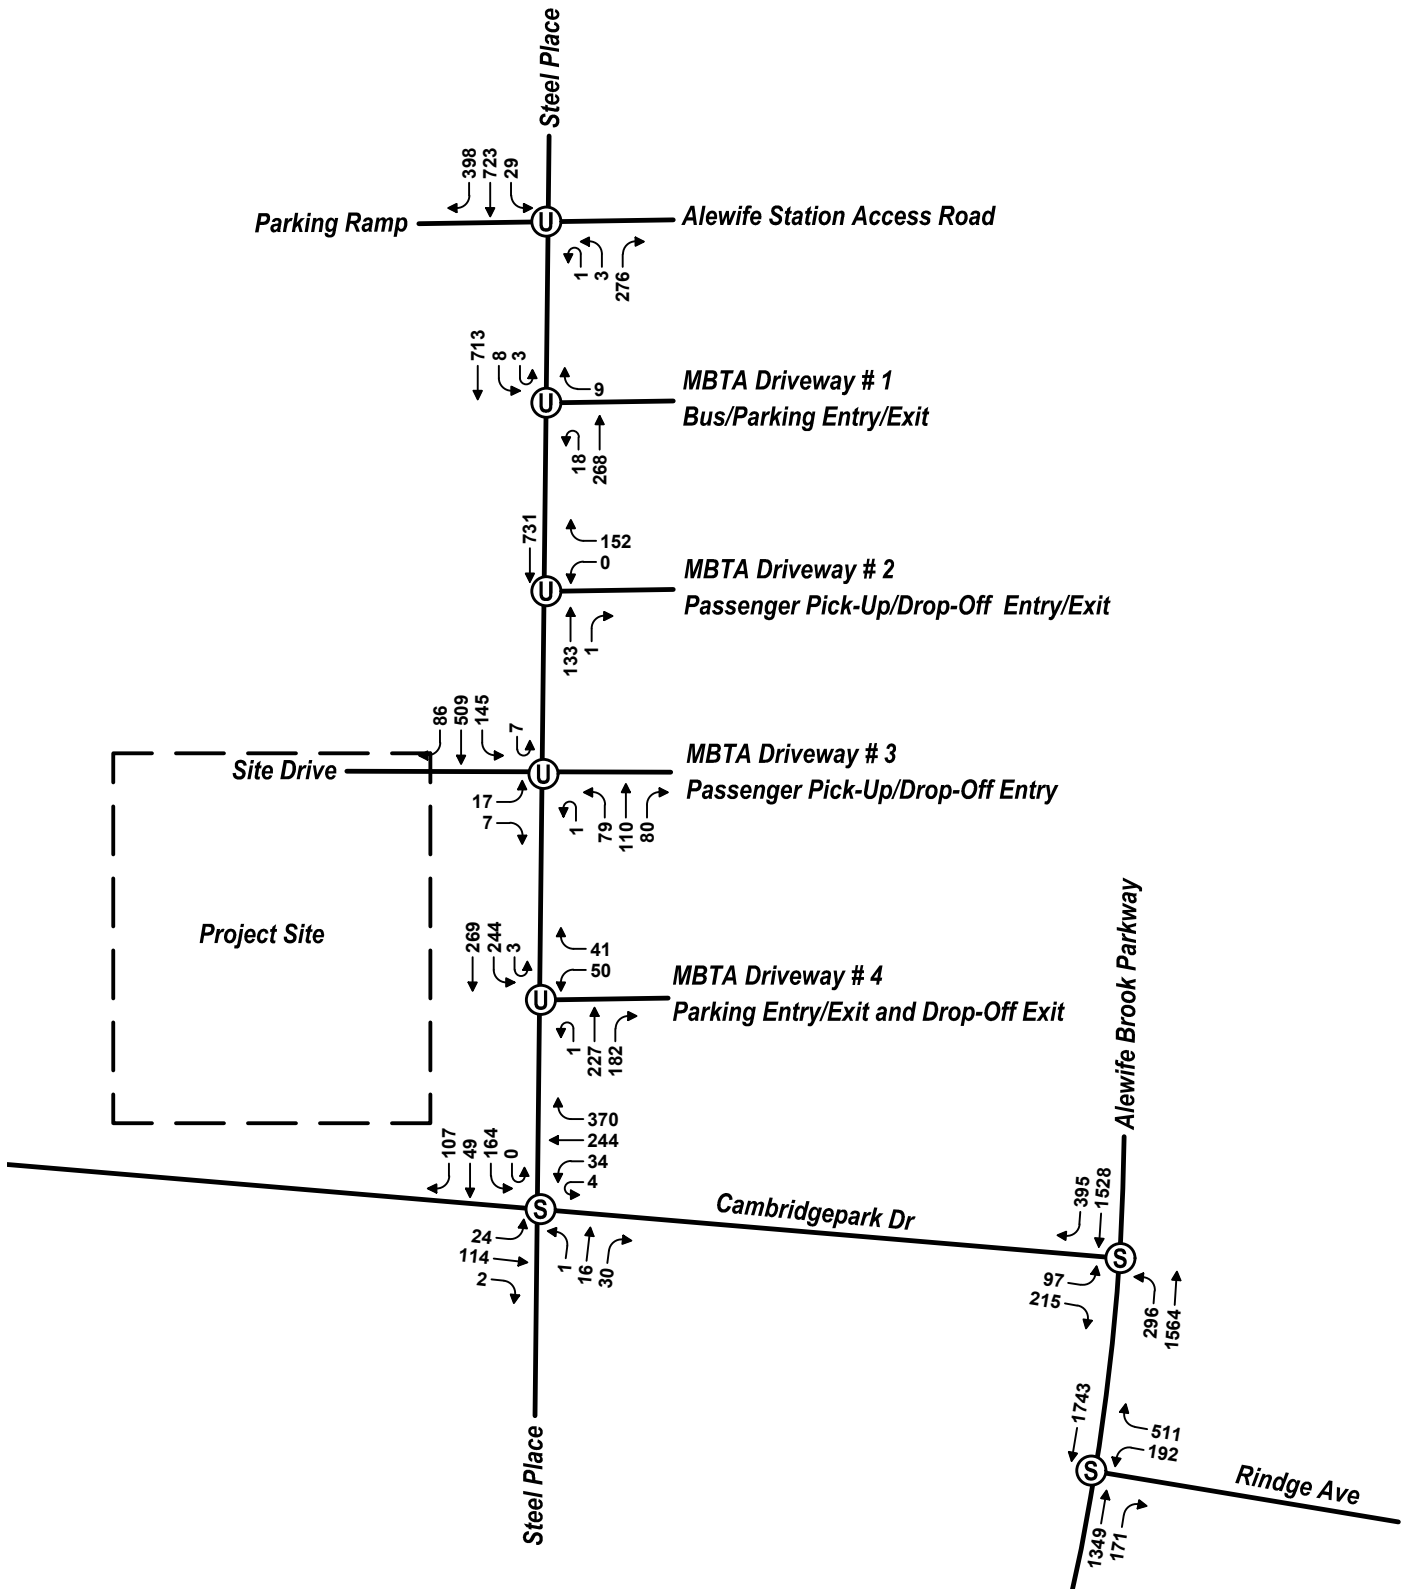 Steel Place
398
723
29
Parking Ramp
U
Alewife Station Access Road
1
3
276
713
8
3
9
U
MBTA Driveway # 1
Bus/Parking Entry/Exit
18
268
731
152
0
U
MBTA Driveway # 2
Passenger Pick-Up/Drop-Off Entry/Exit
133
1
86
509
145
7
Site Drive
U
MBTA Driveway # 3
Passenger Pick-Up/Drop-Off Entry
17
7
1
79
110
80
Project Site
269
244
3
41
50
U
MBTA Driveway # 4
Parking Entry/Exit and Drop-Off Exit
1
227
182
Alewife Brook Parkway
107
49
164
0
370
244
34
4
S
Cambridgepark Dr
24
114
2
1
16
30
395
1528
S
97
215
296
1564
1743
511
192
S
Rindge Ave
1349
171
Steel Place